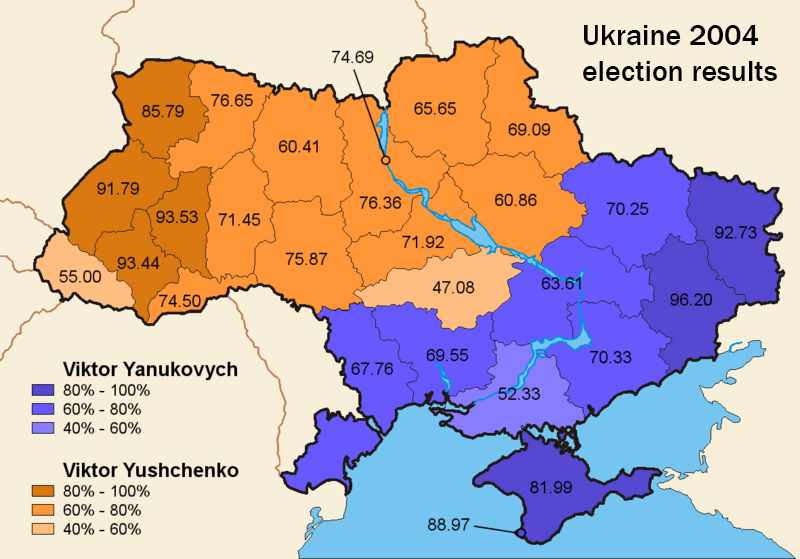 Ukraine 2004
election results
74.69
85.79
76.65
60.41
65.65
69.09
91.79
93.53
71.45
76.36
60.86
70.25
92.73
93.44
75.87
71.92
55.00
74.50
47.08
63.61
96.20
67.76
69.55
70.33
52.33
81.99
88.97
Viktor Yanukovych
80% - 100%
60% - 80%
40% - 60%
Viktor Yushchenko
80% - 100%
60% - 80%
40% - 60%